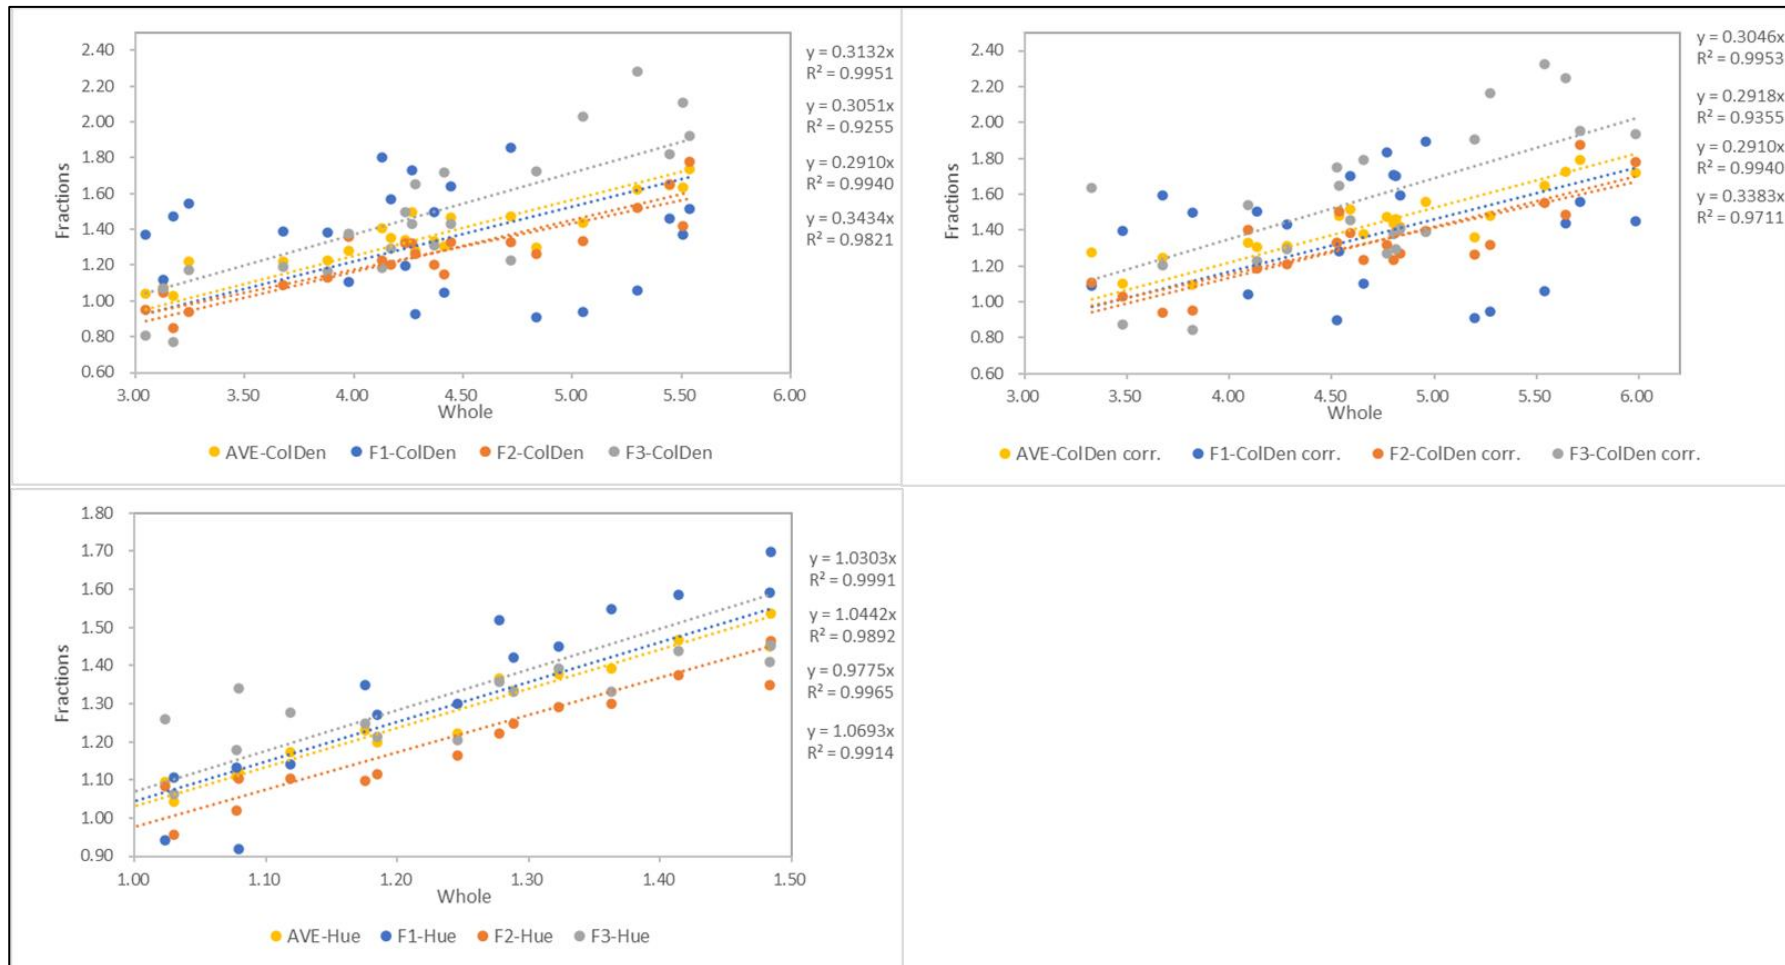 2.40
2.20
2.00
1.80
1.60
1.40
1.20
1.00
0.80
0.60
Fractions
3.00 3.50 4.00 4.50 5.00 5.50 6.00
Whole
y = 0.3132x
R² = 0.9951
y = 0.3051x
R² = 0.9255
y = 0.2910x
R² = 0.9940
y = 0.3434x
R² = 0.9821
AVE-ColDen F1-ColDen F2-ColDen F3-ColDen
2.40
2.20
2.00
1.80
1.60
1.40
1.20
1.00
0.80
0.60
Fractions
3.00 3.50 4.00 4.50 5.00 5.50 6.00
Whole
y = 0.3046x
R² = 0.9953
y = 0.2918x
R² = 0.9355
y = 0.2910x
R² = 0.9940
y = 0.3383x
R² = 0.9711
AVE-ColDen corr. F1-ColDen corr. F2-ColDen corr. F3-ColDen corr.
1.80
1.70
1.60
1.50
1.40
1.30
1.20
1.10
1.00
0.90
Fractions
1.00 1.10 1.20 1.30 1.40 1.50
Whole
y = 1.0303x
R² = 0.9991
y = 1.0442x
R² = 0.9892
y = 0.9775x
R² = 0.9965
y = 1.0693x
R² = 0.9914
AVE-Hue F1-Hue F2-Hue F3-Hue